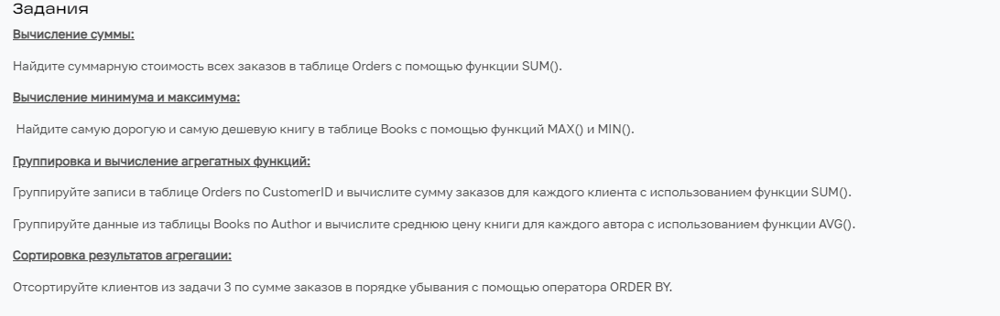 Задания
Вычисление суммы:
Найдите суммарную стоимость всех заказов в таблице Orders с помощью функции SUM().
Вычисление минимума и максимума:
Найдите самую дорогую и самую дешевую книгу в таблице Books с помощью функций MAX() и MIN().
Группировка и вычисление агрегатных функций:
Группируйте записи в таблице Orders по CustomerID и вычислите сумму заказов для каждого клиента с использованием функции SUM().
Группируйте данные из таблицы Books по Author и вычислите среднюю цену книги для каждого автора с использованием функции AVG().
Сортировка результатов агрегации:
Отсортируйте клиентов из задачи 3 по сумме заказов в порядке убывания с помощью оператора ORDER BY.